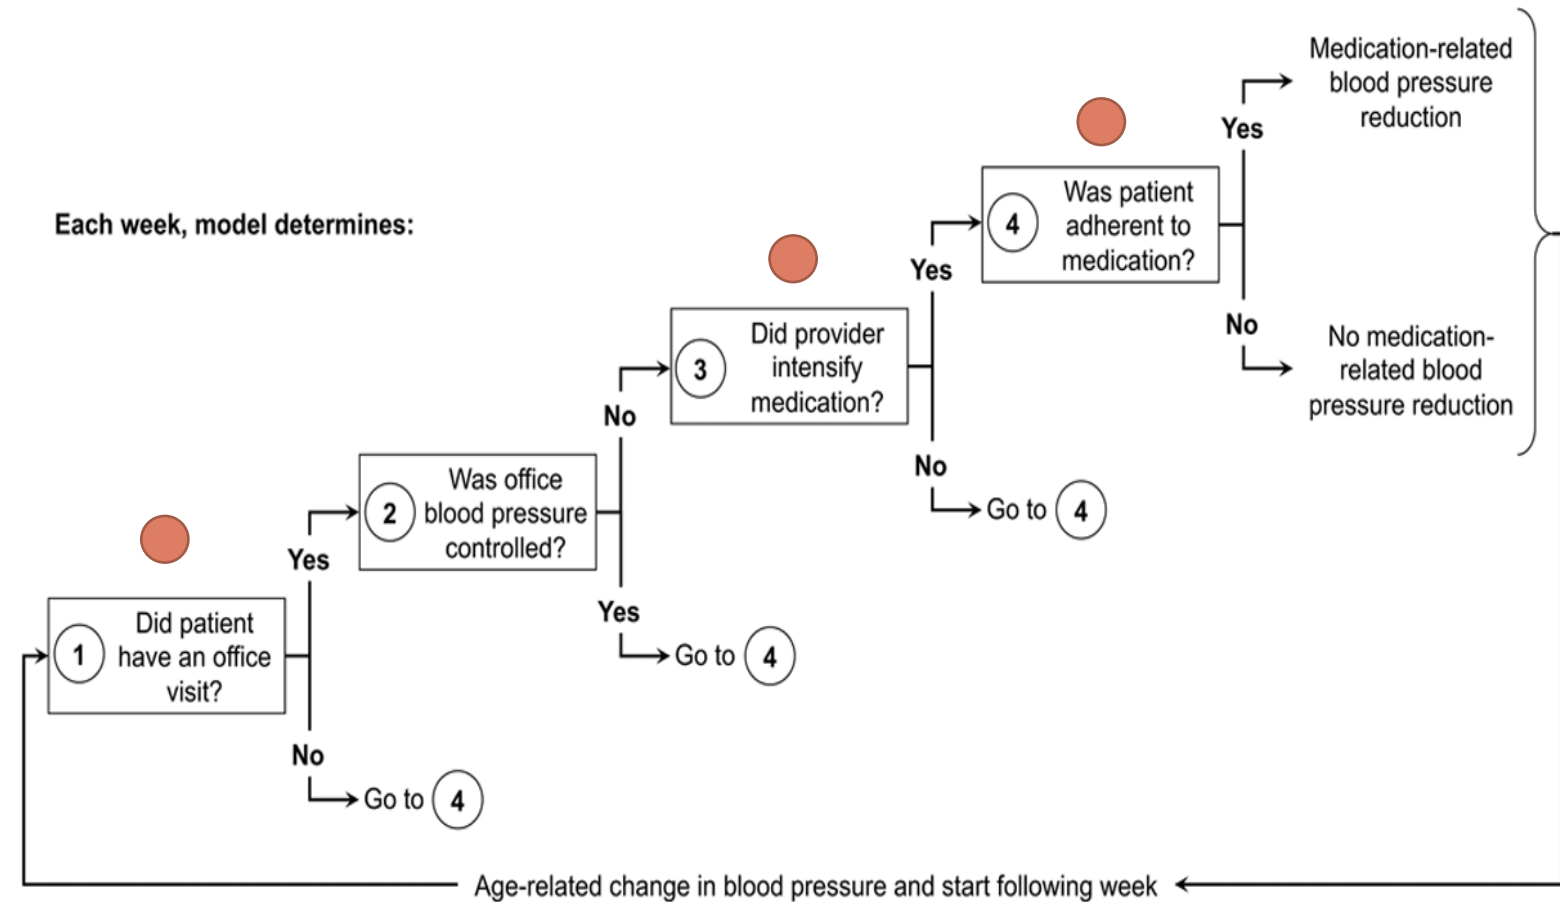 Each week, model determines:
1
Did patient
have an office
visit?
Yes
No
Go to 4
2
Was office
blood pressure
controlled?
No
Yes
Go to 4
3
Did provider
intensify
medication?
Yes
No
Go to 4
4
Was patient
adherent to
medication?
Yes
Medication-related
blood pressure
reduction
No
No medication-
related blood
pressure reduction
Age-related change in blood pressure and start following week